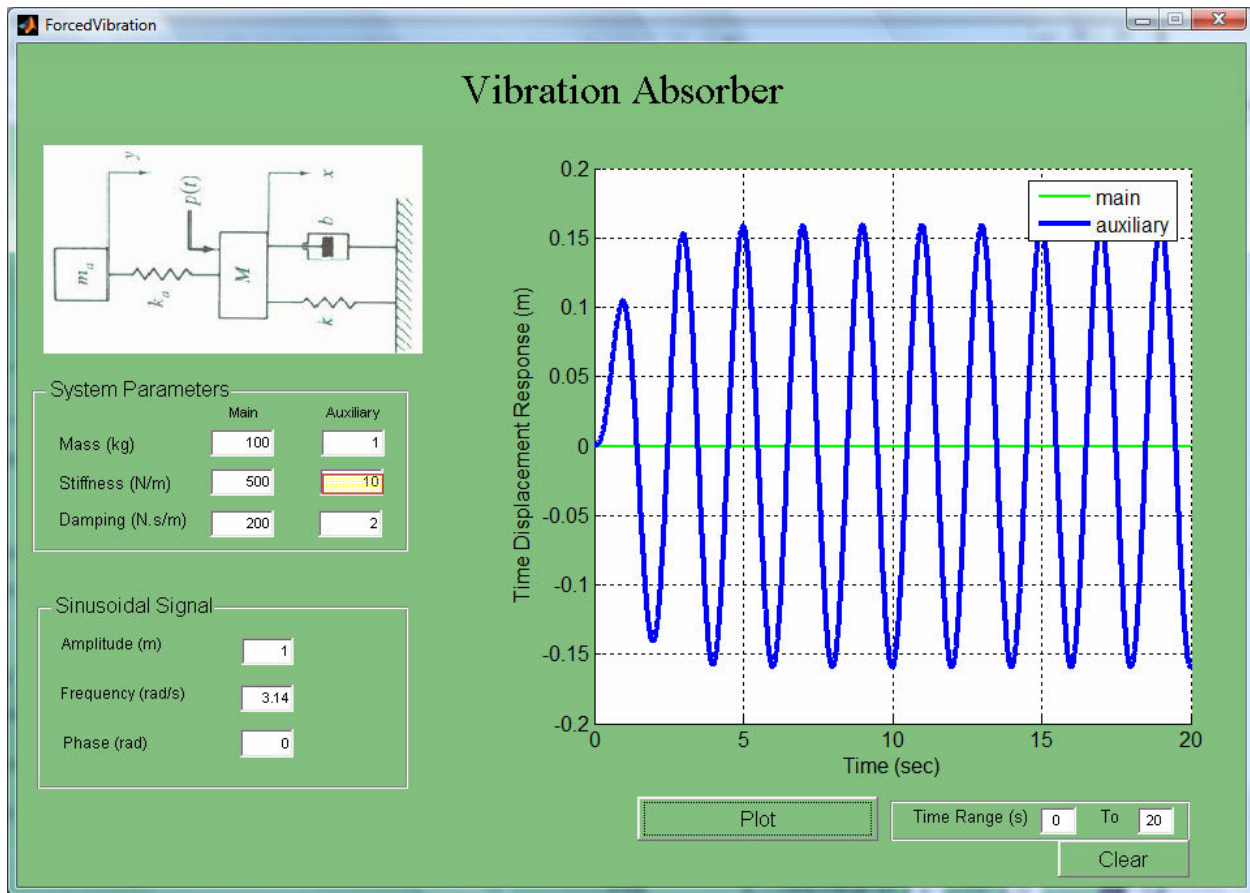 ForcedVibration
Vibration Absorber
y
m_a
k_a
p(t)
M
x
b
k
System Parameters
Main Auxiliary
Mass (kg) 100 1
Stiffness (N/m) 500 10
Damping (N.s/m) 200 2
Sinusoidal Signal
Amplitude (m) 1
Frequency (rad/s) 3.14
Phase (rad) 0
main
auxiliary
0.2
0.15
0.1
0.05
0
-0.05
-0.1
-0.15
-0.2
Time Displacement Response (m)
0 5 10 15 20
Time (sec)
Plot
Time Range (s) 0 To 20
Clear